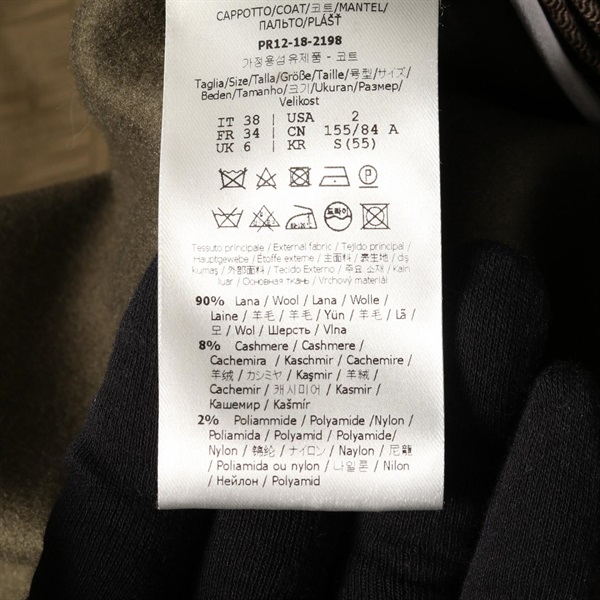 CAPPOTTO/COAT/코트/MANTEL/
ПАЛЬТО/PLÁŠŤ
PR12-18-2198
가정용섬유제품 - 코트
Taglia/Size/Talla/Größe/Taille/号型/サイズ/
Beden/Tamanho/크기/Ukuran/Размер/
Velikost
IT 38 USA 2
FR 34 CN 155/84 A
UK 6 KR S(55)
P
드라이
Tessuto principale / External fabric / Tejido principal /
Hauptgewebe / Étoffe externe / 主面料 / 表生地 / dış
kumaş / 外部面料 / Tecido Externo / 주요 소재 / kain
luar / Основная ткань / Vrchový materiál
90% Lana / Wool / Lana / Wolle /
Laine / 羊毛 / 羊毛 / Yün / 羊毛 / Lã /
모 / Wol / Шерсть / Vlna
8% Cashmere / Cashmere /
Cachemira / Kaschmir / Cachemire /
羊绒 / カシミヤ / Kaşmir / 羊絨 /
Cachemir / 캐시미어 / Kasmir /
Кашемир / Kašmír
2% Poliammide / Polyamide /Nylon /
Poliamida / Polyamid / Polyamide/
Nylon / 锦纶 / ナイロン / Naylon / 尼龍
/ Poliamida ou nylon / 나일론 / Nilon
/ Нейлон / Polyamid